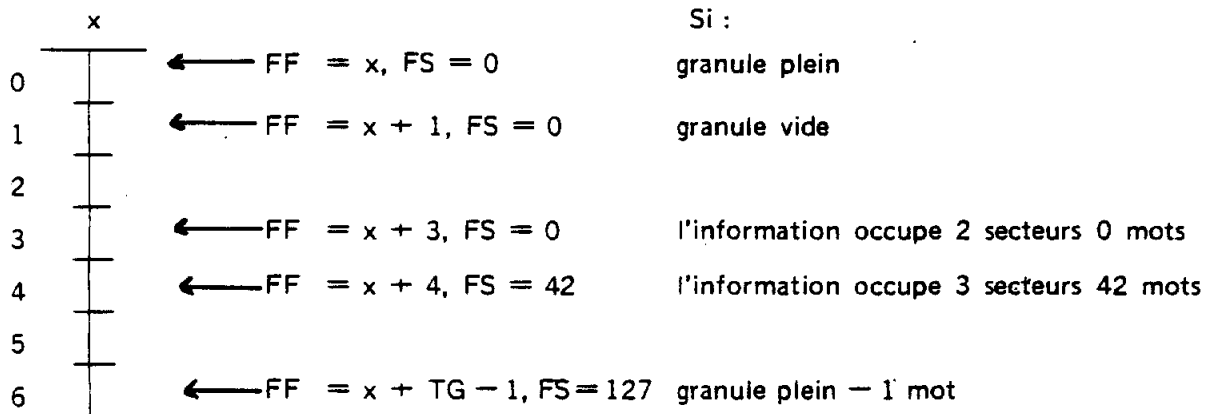 x Si :
0 FF = x, FS = 0 granule plein
1 FF = x + 1, FS = 0 granule vide
2
3 FF = x + 3, FS = 0 l'information occupe 2 secteurs 0 mots
4 FF = x + 4, FS = 42 l'information occupe 3 secteurs 42 mots
5
6 FF = x + TG − 1, FS = 127 granule plein − 1 mot